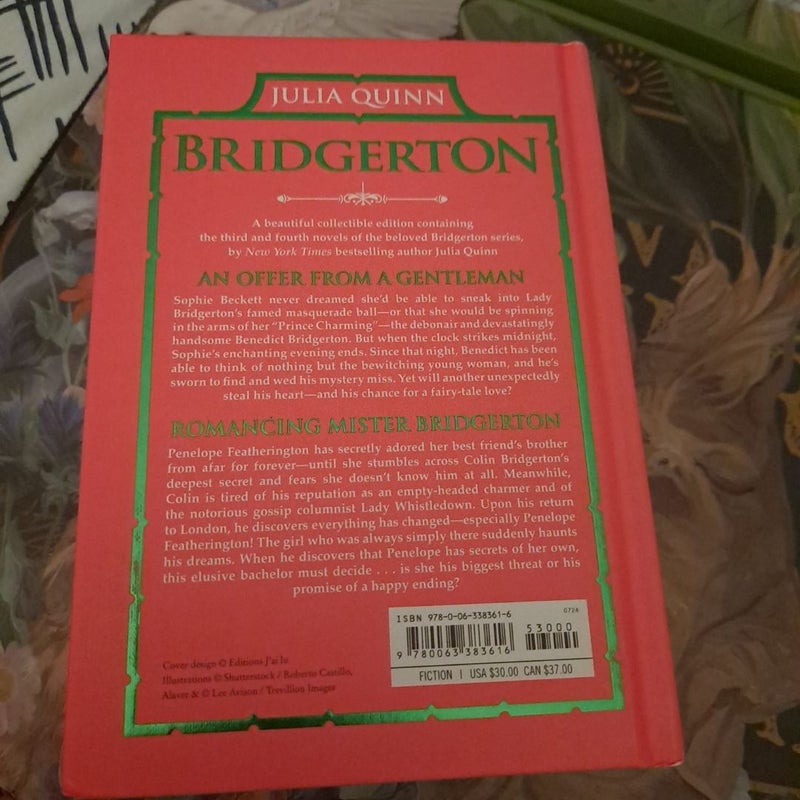 JULIA QUINN
BRIDGERTON
A beautiful collectible edition containing
the third and fourth novels of the beloved Bridgerton series,
by New York Times bestselling author Julia Quinn
AN OFFER FROM A GENTLEMAN
Sophie Beckett never dreamed she'd be able to sneak into Lady
Bridgerton's famed masquerade ball—or that she would be spinning
in the arms of her "Prince Charming"—the debonair and devastatingly
handsome Benedict Bridgerton. But when the clock strikes midnight,
Sophie's enchanting evening ends. Since that night, Benedict has been
able to think of nothing but the bewitching young woman, and he's
sworn to find and wed his mystery miss. Yet will another unexpectedly
steal his heart—and his chance for a fairy-tale love?
ROMANCING MISTER BRIDGERTON
Penelope Featherington has secretly adored her best friend's brother
from afar for forever—until she stumbles across Colin Bridgerton's
deepest secret and fears she doesn't know him at all. Meanwhile,
Colin is tired of his reputation as an empty-headed charmer and of
the notorious gossip columnist Lady Whistledown. Upon his return
to London, he discovers everything has changed—especially Penelope
Featherington! The girl who was always simply there suddenly haunts
his dreams. When he discovers that Penelope has secrets of her own,
this elusive bachelor must decide . . . is she his biggest threat or his
promise of a happy ending?
ISBN 978-0-06-338361-6 0724
53000
9 780063 383616
FICTION | USA $30.00 CAN $37.00
Cover design © Editions J'ai lu
Illustrations © Shutterstock / Roberto Castillo,
Alaver & © Lee Avison / Trevillion Images